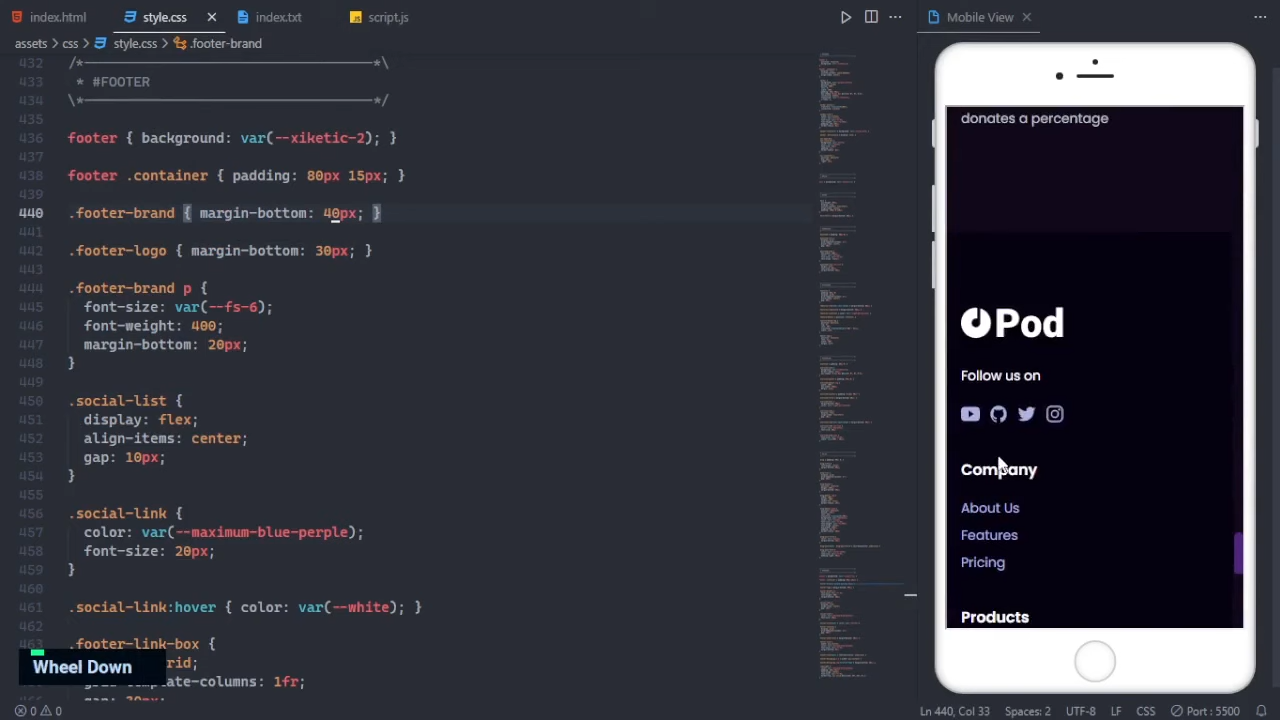 index.html
style.css
index.txt
script.js
Mobile View
assets > css > style.css > .footer-brand
432 /*-----------------------------------*\
433 * #FOOTER
434 \*-----------------------------------*/
435
436 footer { background: var(--xiketic-2); }
437
438 footer .container { padding: 80px 15px; }
439
440 .footer-brand { margin-bottom: 40px; }
441
442 .footer-logo { margin-bottom: 30px; }
443
444 .footer-brand p {
445 font-size: var(--fs-6);
446 font-weight: 400;
447 margin-bottom: 20px;
448 }
449
450 .social-list {
451 display: flex;
452 align-items: center;
453 gap: 10px;
454 }
455
456 .social-link {
457 color: var(--maximum-blue-perple);
458 font-size: 20px;
459 }
460
461 .social-link:hover { color: var(--white); }
462
463 .footer-link-box {
Wheel Down
donates a percentage
Pod
Follow us on
Company
About Us
Features
Pricing
Products
0 0
Ln 440, Col 33
Spaces: 2
UTF-8
LF
CSS
Port : 5500